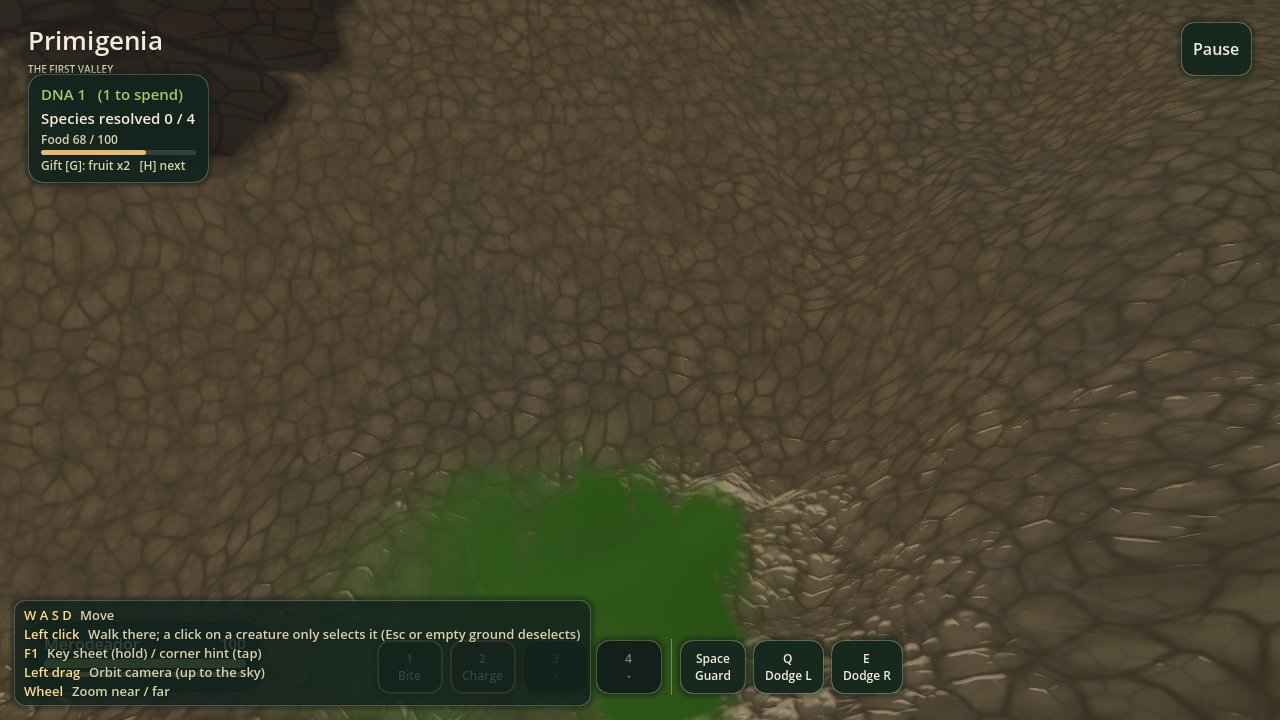 Primigenia
THE FIRST VALLEY
DNA 1 (1 to spend)
Species resolved 0 / 4
Food 68 / 100
Gift [G]: fruit x2 [H] next
Pause
W A S D Move
Left click Walk there; a click on a creature only selects it (Esc or empty ground deselects)
F1 Key sheet (hold) / corner hint (tap)
Left drag Orbit camera (up to the sky)
Wheel Zoom near / far
Merodeador 100
1
Bite
2
Charge
3
-
4
-
Space
Guard
Q
Dodge L
E
Dodge R